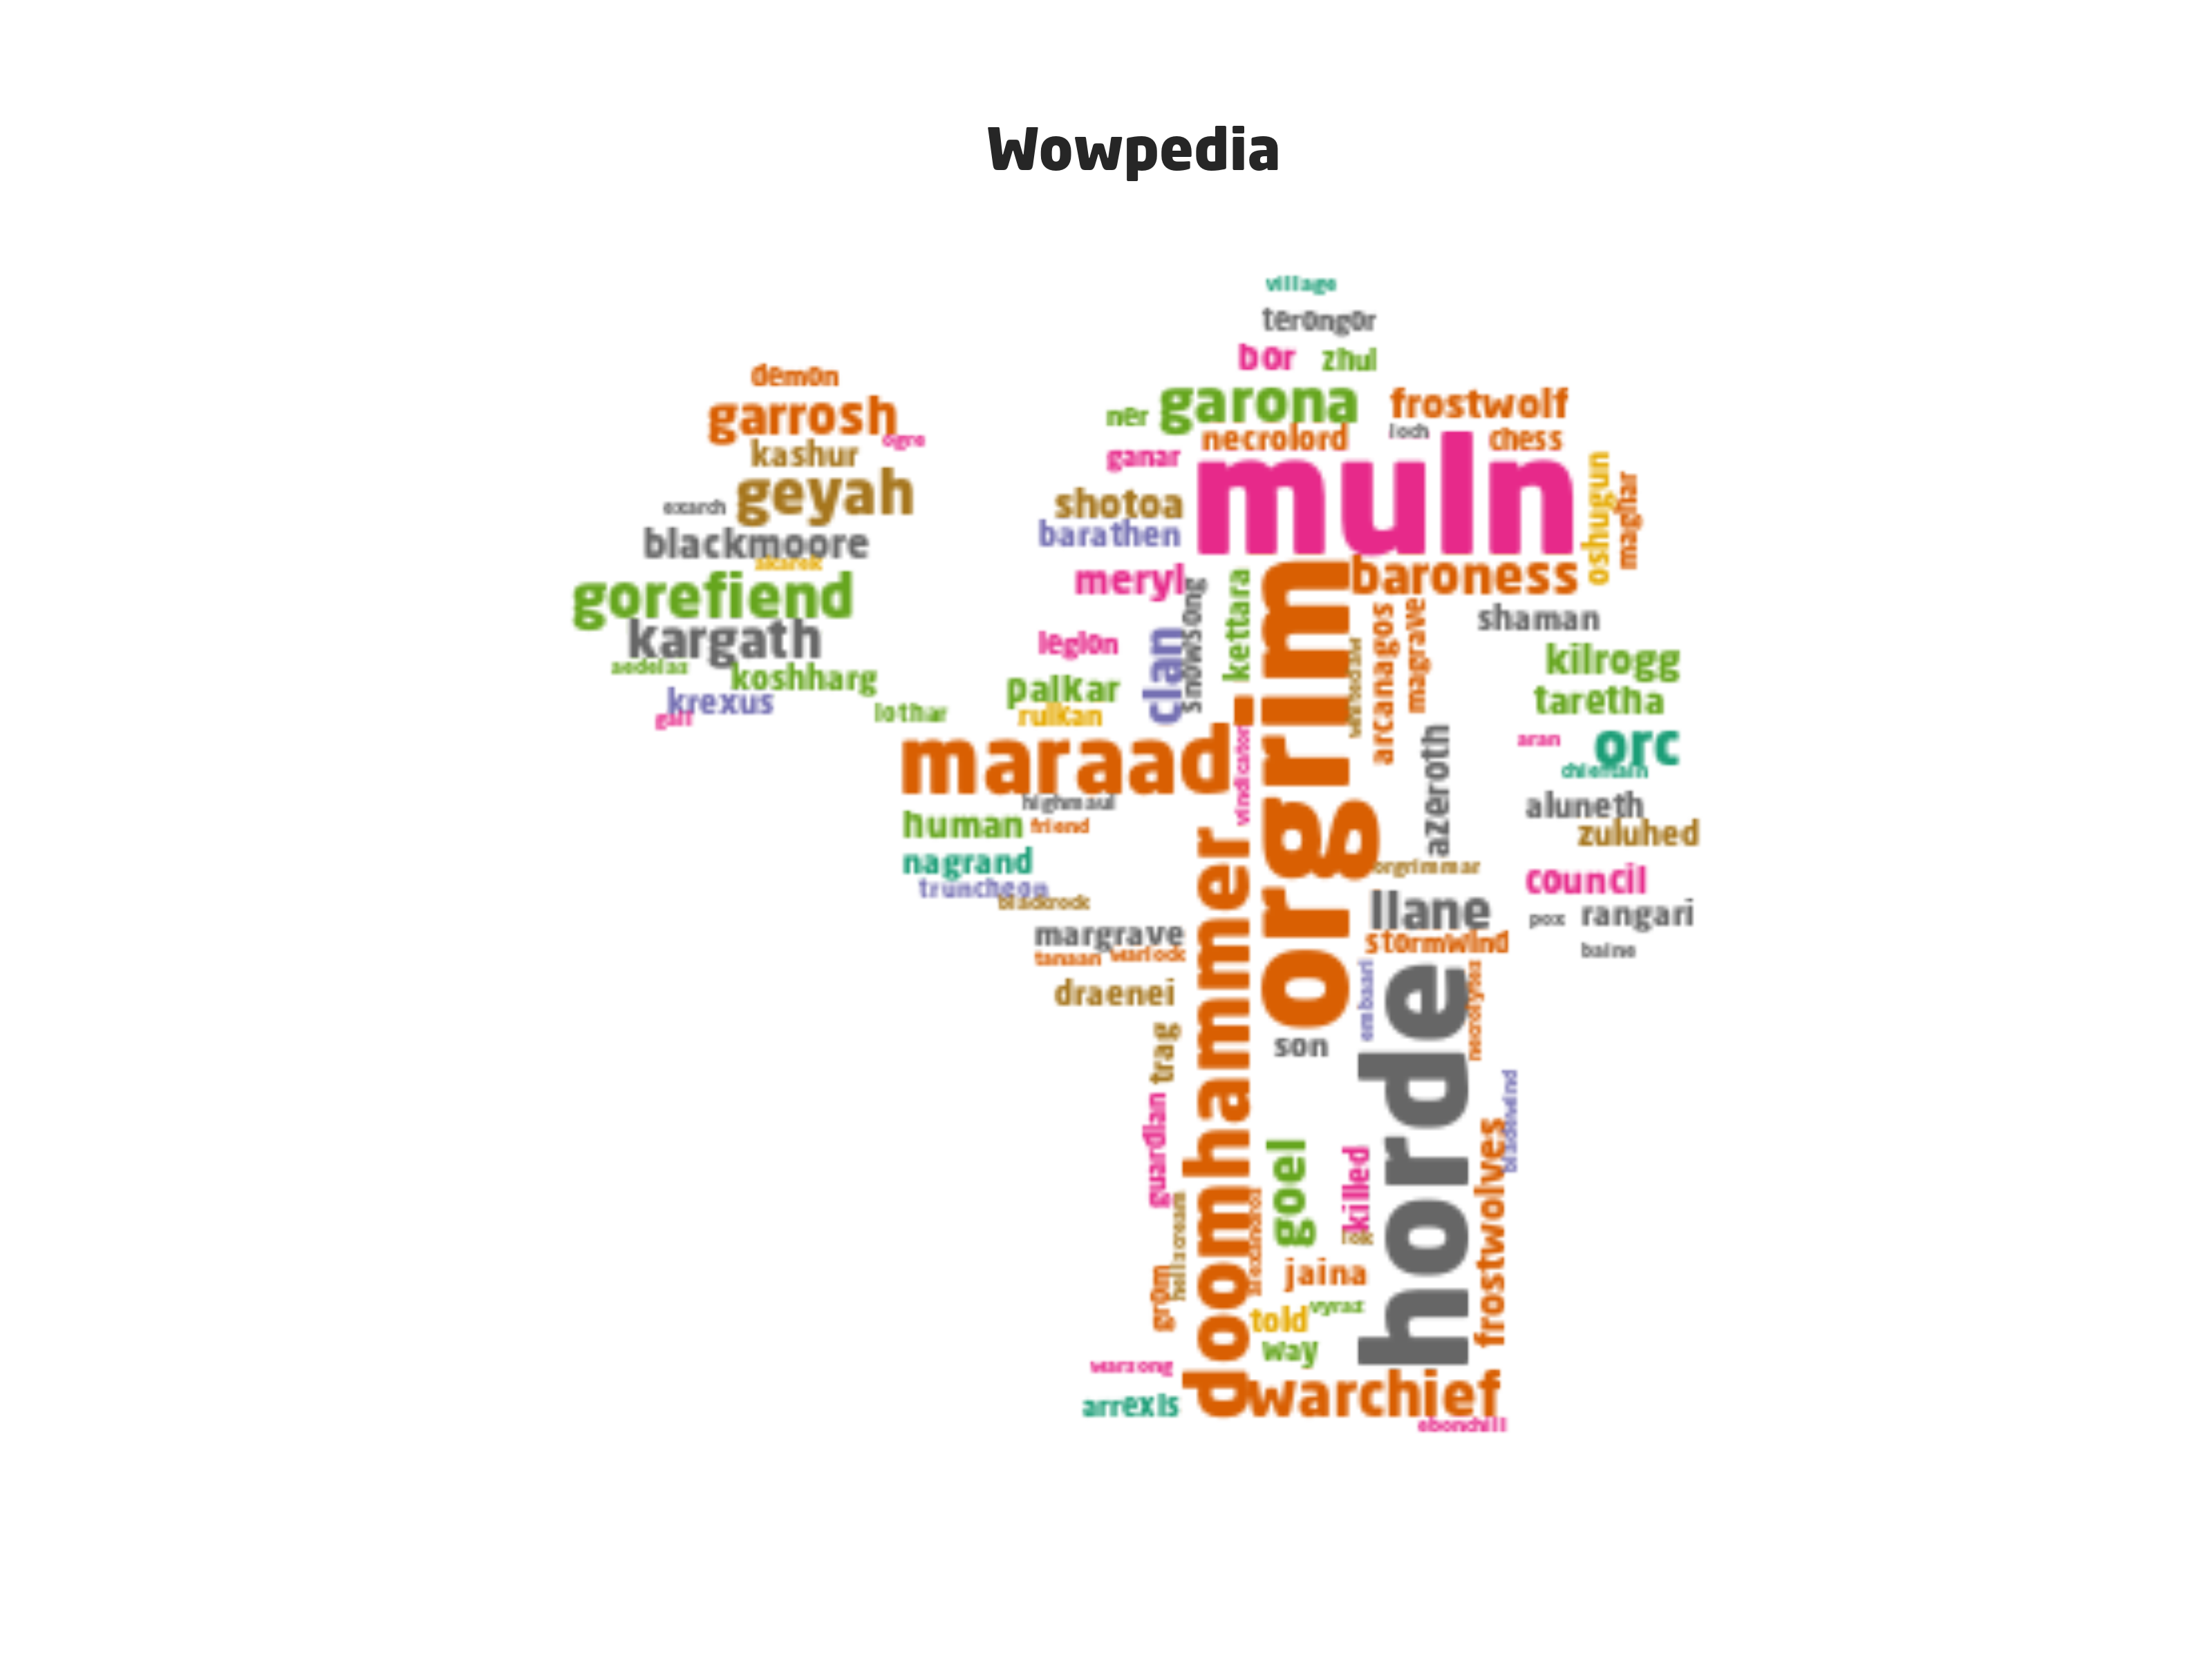 Wowpedia
village
terongor
bor zhul
demon
garrosh
ogre
kashur
geyah
exarch
blackmoore
gorefiend
kargath
aedelas
koshharg
krexus
lothar
ner garona frostwolf
necrolord loch chess
ganar muln
shotoa
barathen
oshugun
maghar
meryl
snowsong
kettara
baroness
shaman
legion
clan
orgrim
arcanagos
magrave
kilrogg
palkar
rulkan
taretha
maraad
vindicator
azeroth
aran orc
chieftain
highmaul
human friend
aluneth
zuluhed
nagrand
truncheon
blackrock
orgrimmar
council
llane
pox rangari
margrave
stormwind
tanaan warlock
baine
draenei
doomhammer
son
embaari
horde
trag
guardian
goel
killed
frostwolves
bladewind
hellscream
grom
jaina
told vyraz
way
warsong
arrexis
warchief
ebonchill